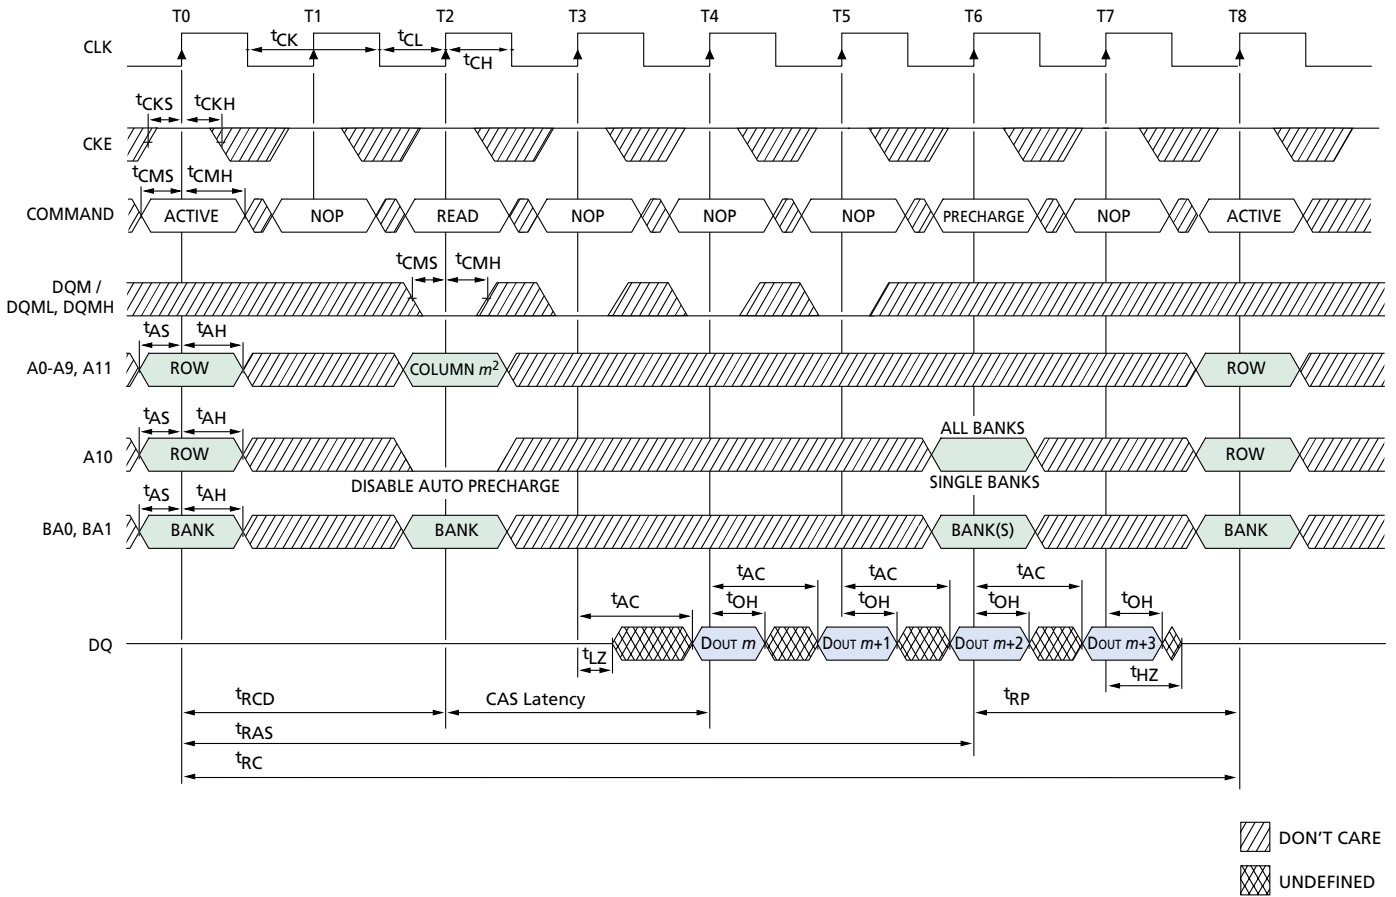 T0 T1 T2 T3 T4 T5 T6 T7 T8
CLK
tCK tCL
tCH
tCKS tCKH
CKE
tCMS tCMH
COMMAND ACTIVE NOP READ NOP NOP NOP PRECHARGE NOP ACTIVE
tCMS tCMH
DQM /
DQML, DQMH
tAS tAH
A0-A9, A11 ROW COLUMN m2 ROW
tAS tAH
ALL BANKS
A10 ROW ROW
DISABLE AUTO PRECHARGE SINGLE BANKS
tAS tAH
BA0, BA1 BANK BANK BANK(S) BANK
tAC tAC tAC
tAC tOH tOH tOH tOH
DQ DOUT m DOUT m+1 DOUT m+2 DOUT m+3
tLZ tHZ
tRCD CAS Latency tRP
tRAS
tRC
DON'T CARE
UNDEFINED